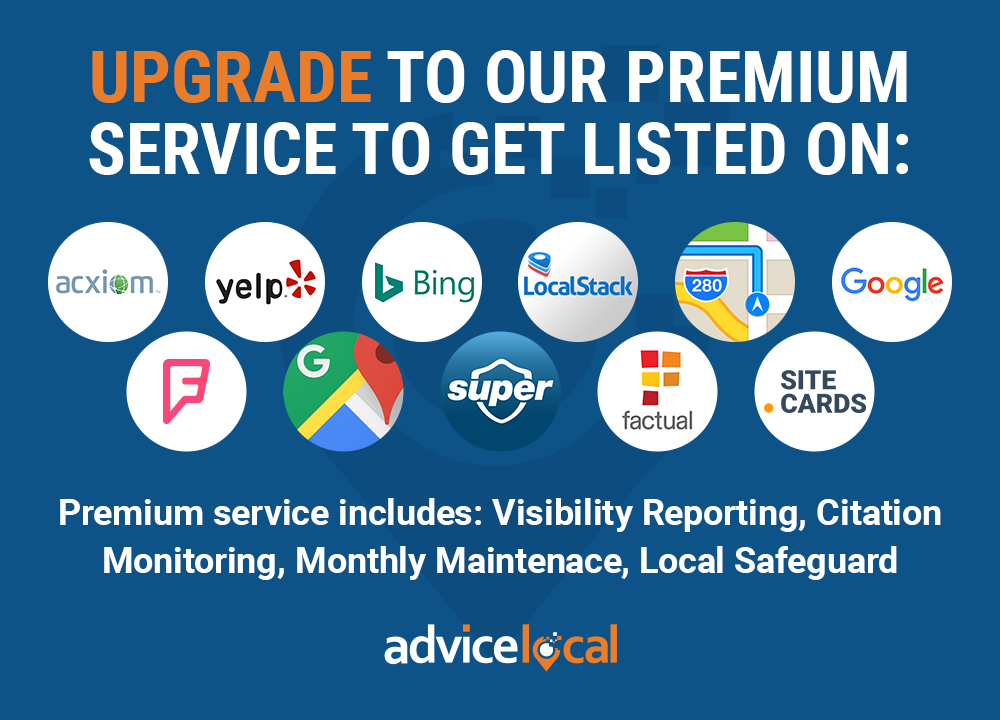 UPGRADE TO OUR PREMIUM
SERVICE TO GET LISTED ON:
acxiom
yelp
Bing
LocalStack
280
Google
F
G
super
factual
SITE
.CARDS
Premium service includes: Visibility Reporting, Citation
Monitoring, Monthly Maintenace, Local Safeguard
advicelocal